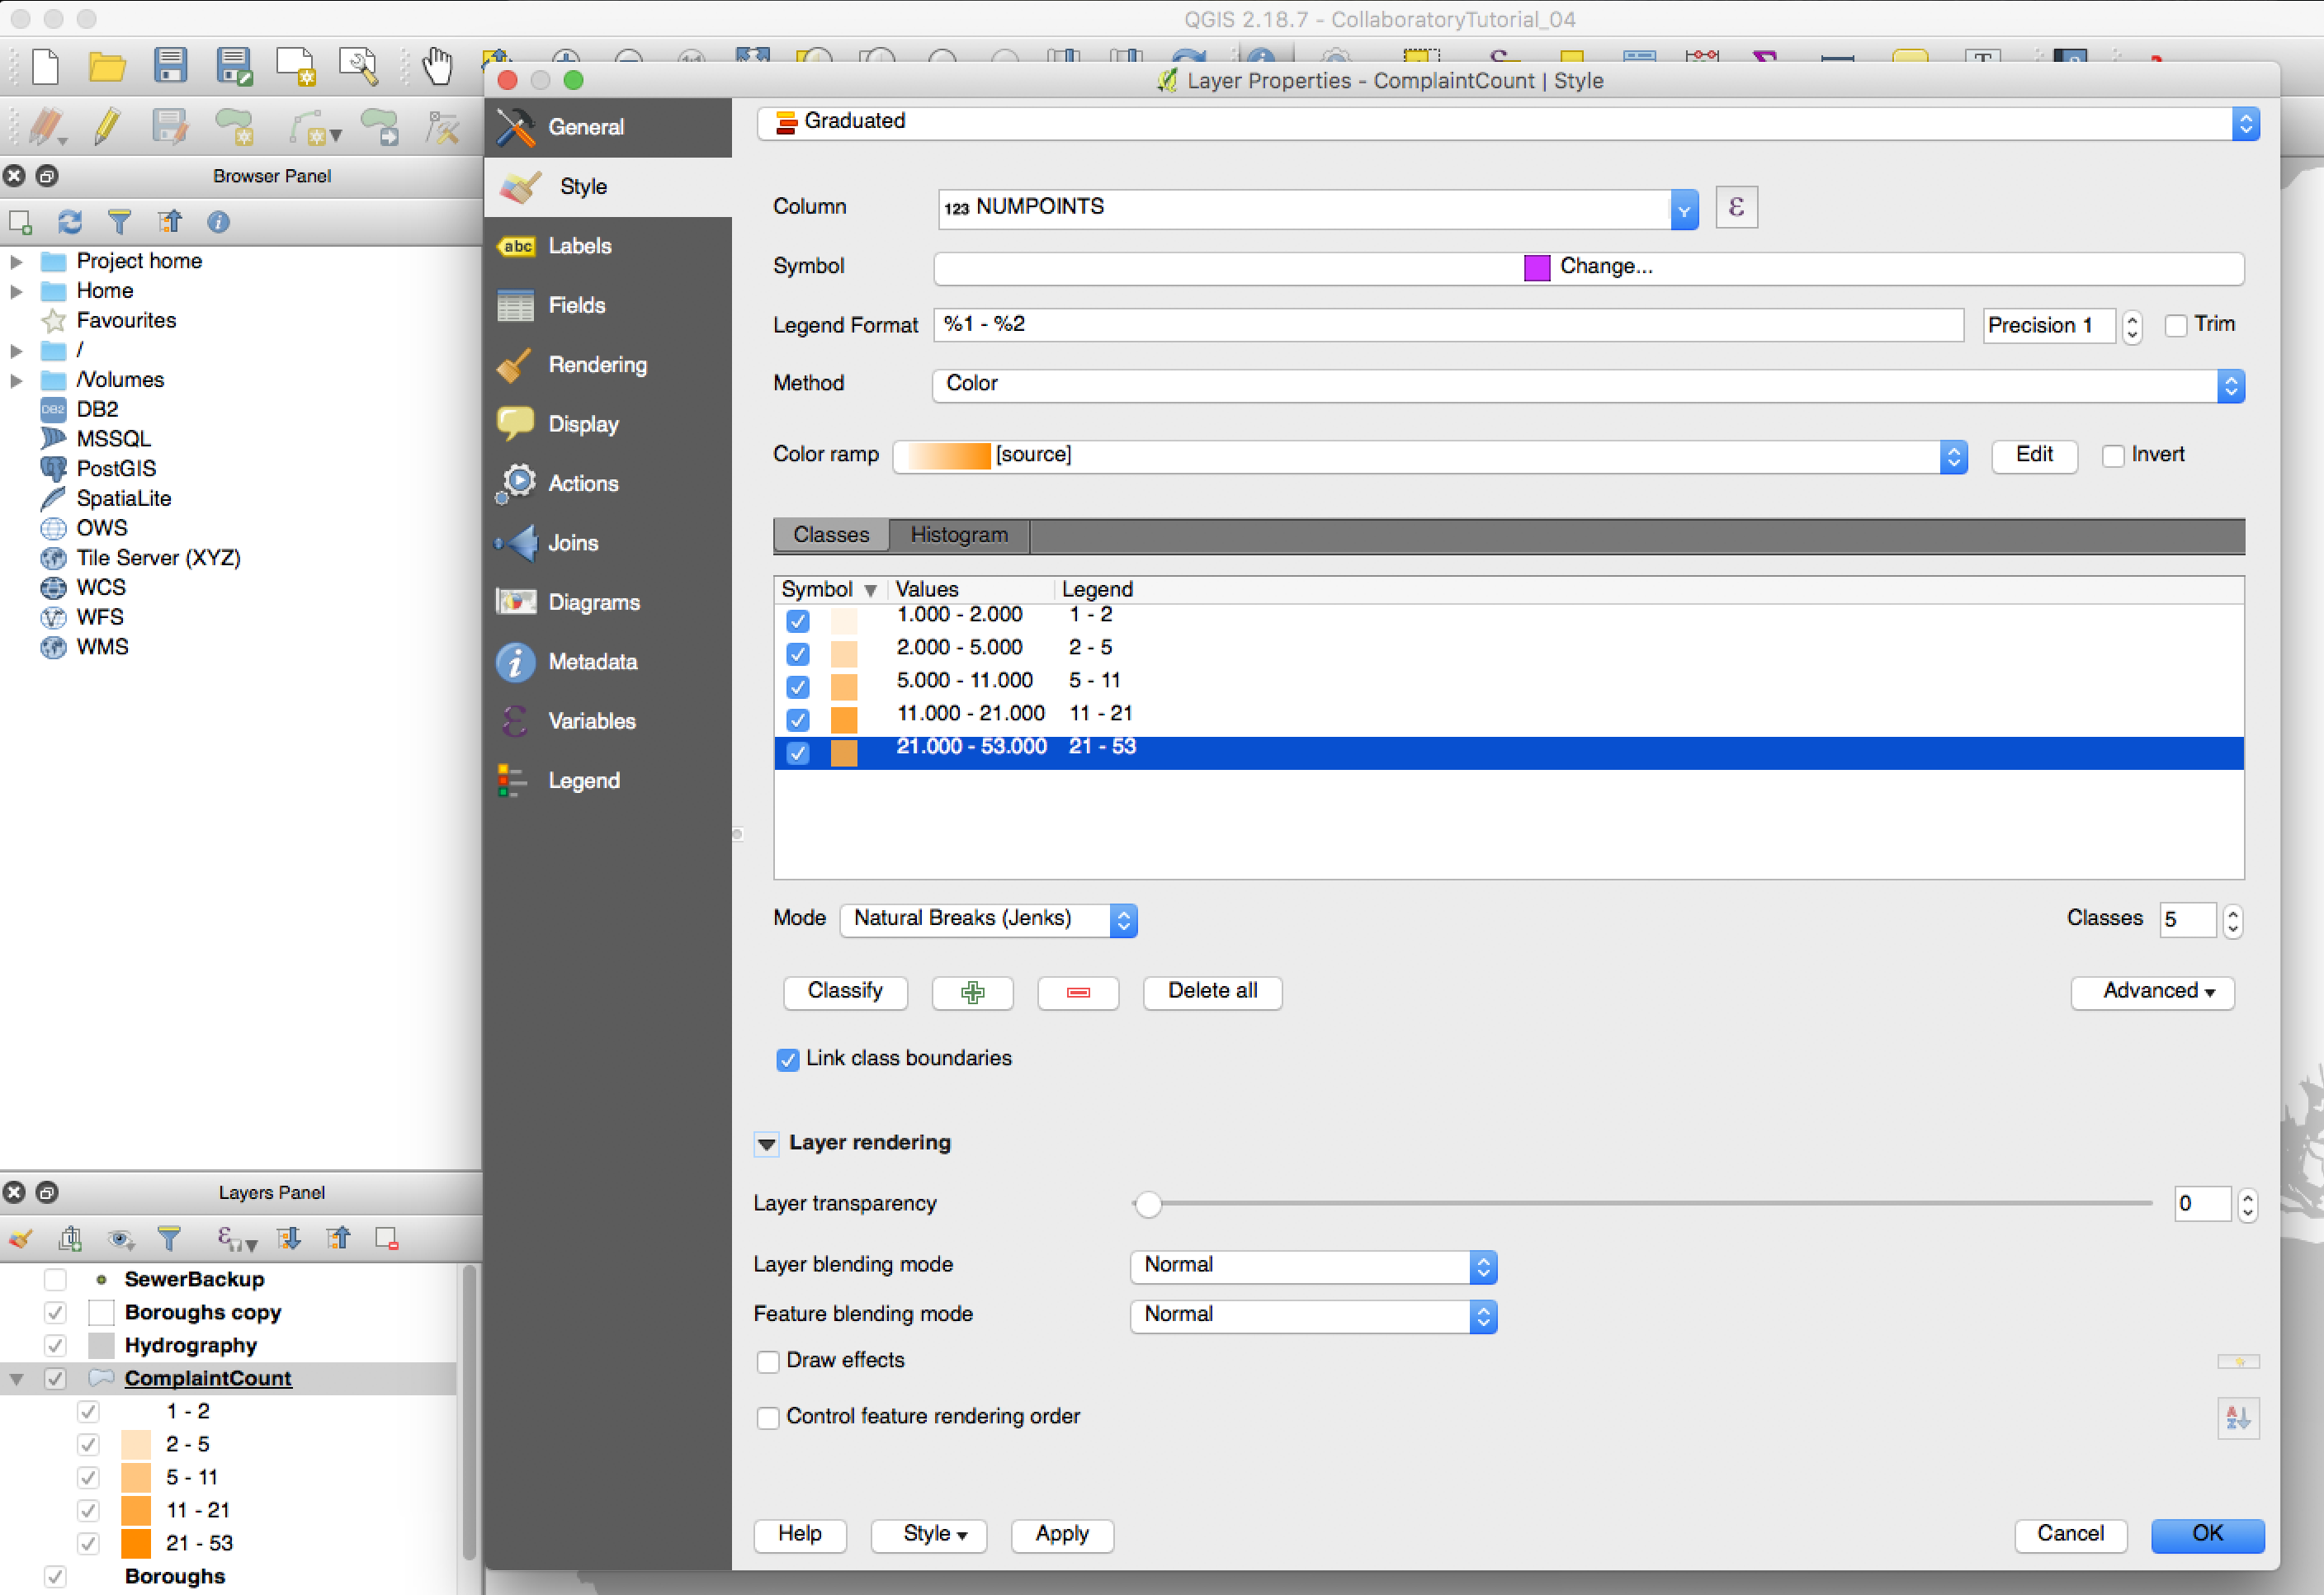 QGIS 2.18.7 - CollaboratoryTutorial_04
Layer Properties - ComplaintCount | Style
Browser Panel
Project home
Home
Favourites
/
/Volumes
DB2 DB2
MSSQL
PostGIS
SpatiaLite
OWS
Tile Server (XYZ)
WCS
WFS
WMS
Layers Panel
SewerBackup
Boroughs copy
Hydrography
ComplaintCount
1 - 2
2 - 5
5 - 11
11 - 21
21 - 53
Boroughs
General
Style
abc Labels
Fields
Rendering
Display
Actions
Joins
Diagrams
Metadata
Variables
Legend
Graduated
Column 123 NUMPOINTS ε
Symbol Change...
Legend Format %1 - %2 Precision 1 Trim
Method Color
Color ramp [source] Edit Invert
Classes Histogram
Symbol Values Legend
1.000 - 2.000 1 - 2
2.000 - 5.000 2 - 5
5.000 - 11.000 5 - 11
11.000 - 21.000 11 - 21
21.000 - 53.000 21 - 53
Mode Natural Breaks (Jenks) Classes 5
Classify Delete all Advanced
Link class boundaries
Layer rendering
Layer transparency 0
Layer blending mode Normal
Feature blending mode Normal
Draw effects
Control feature rendering order
Help Style Apply Cancel OK